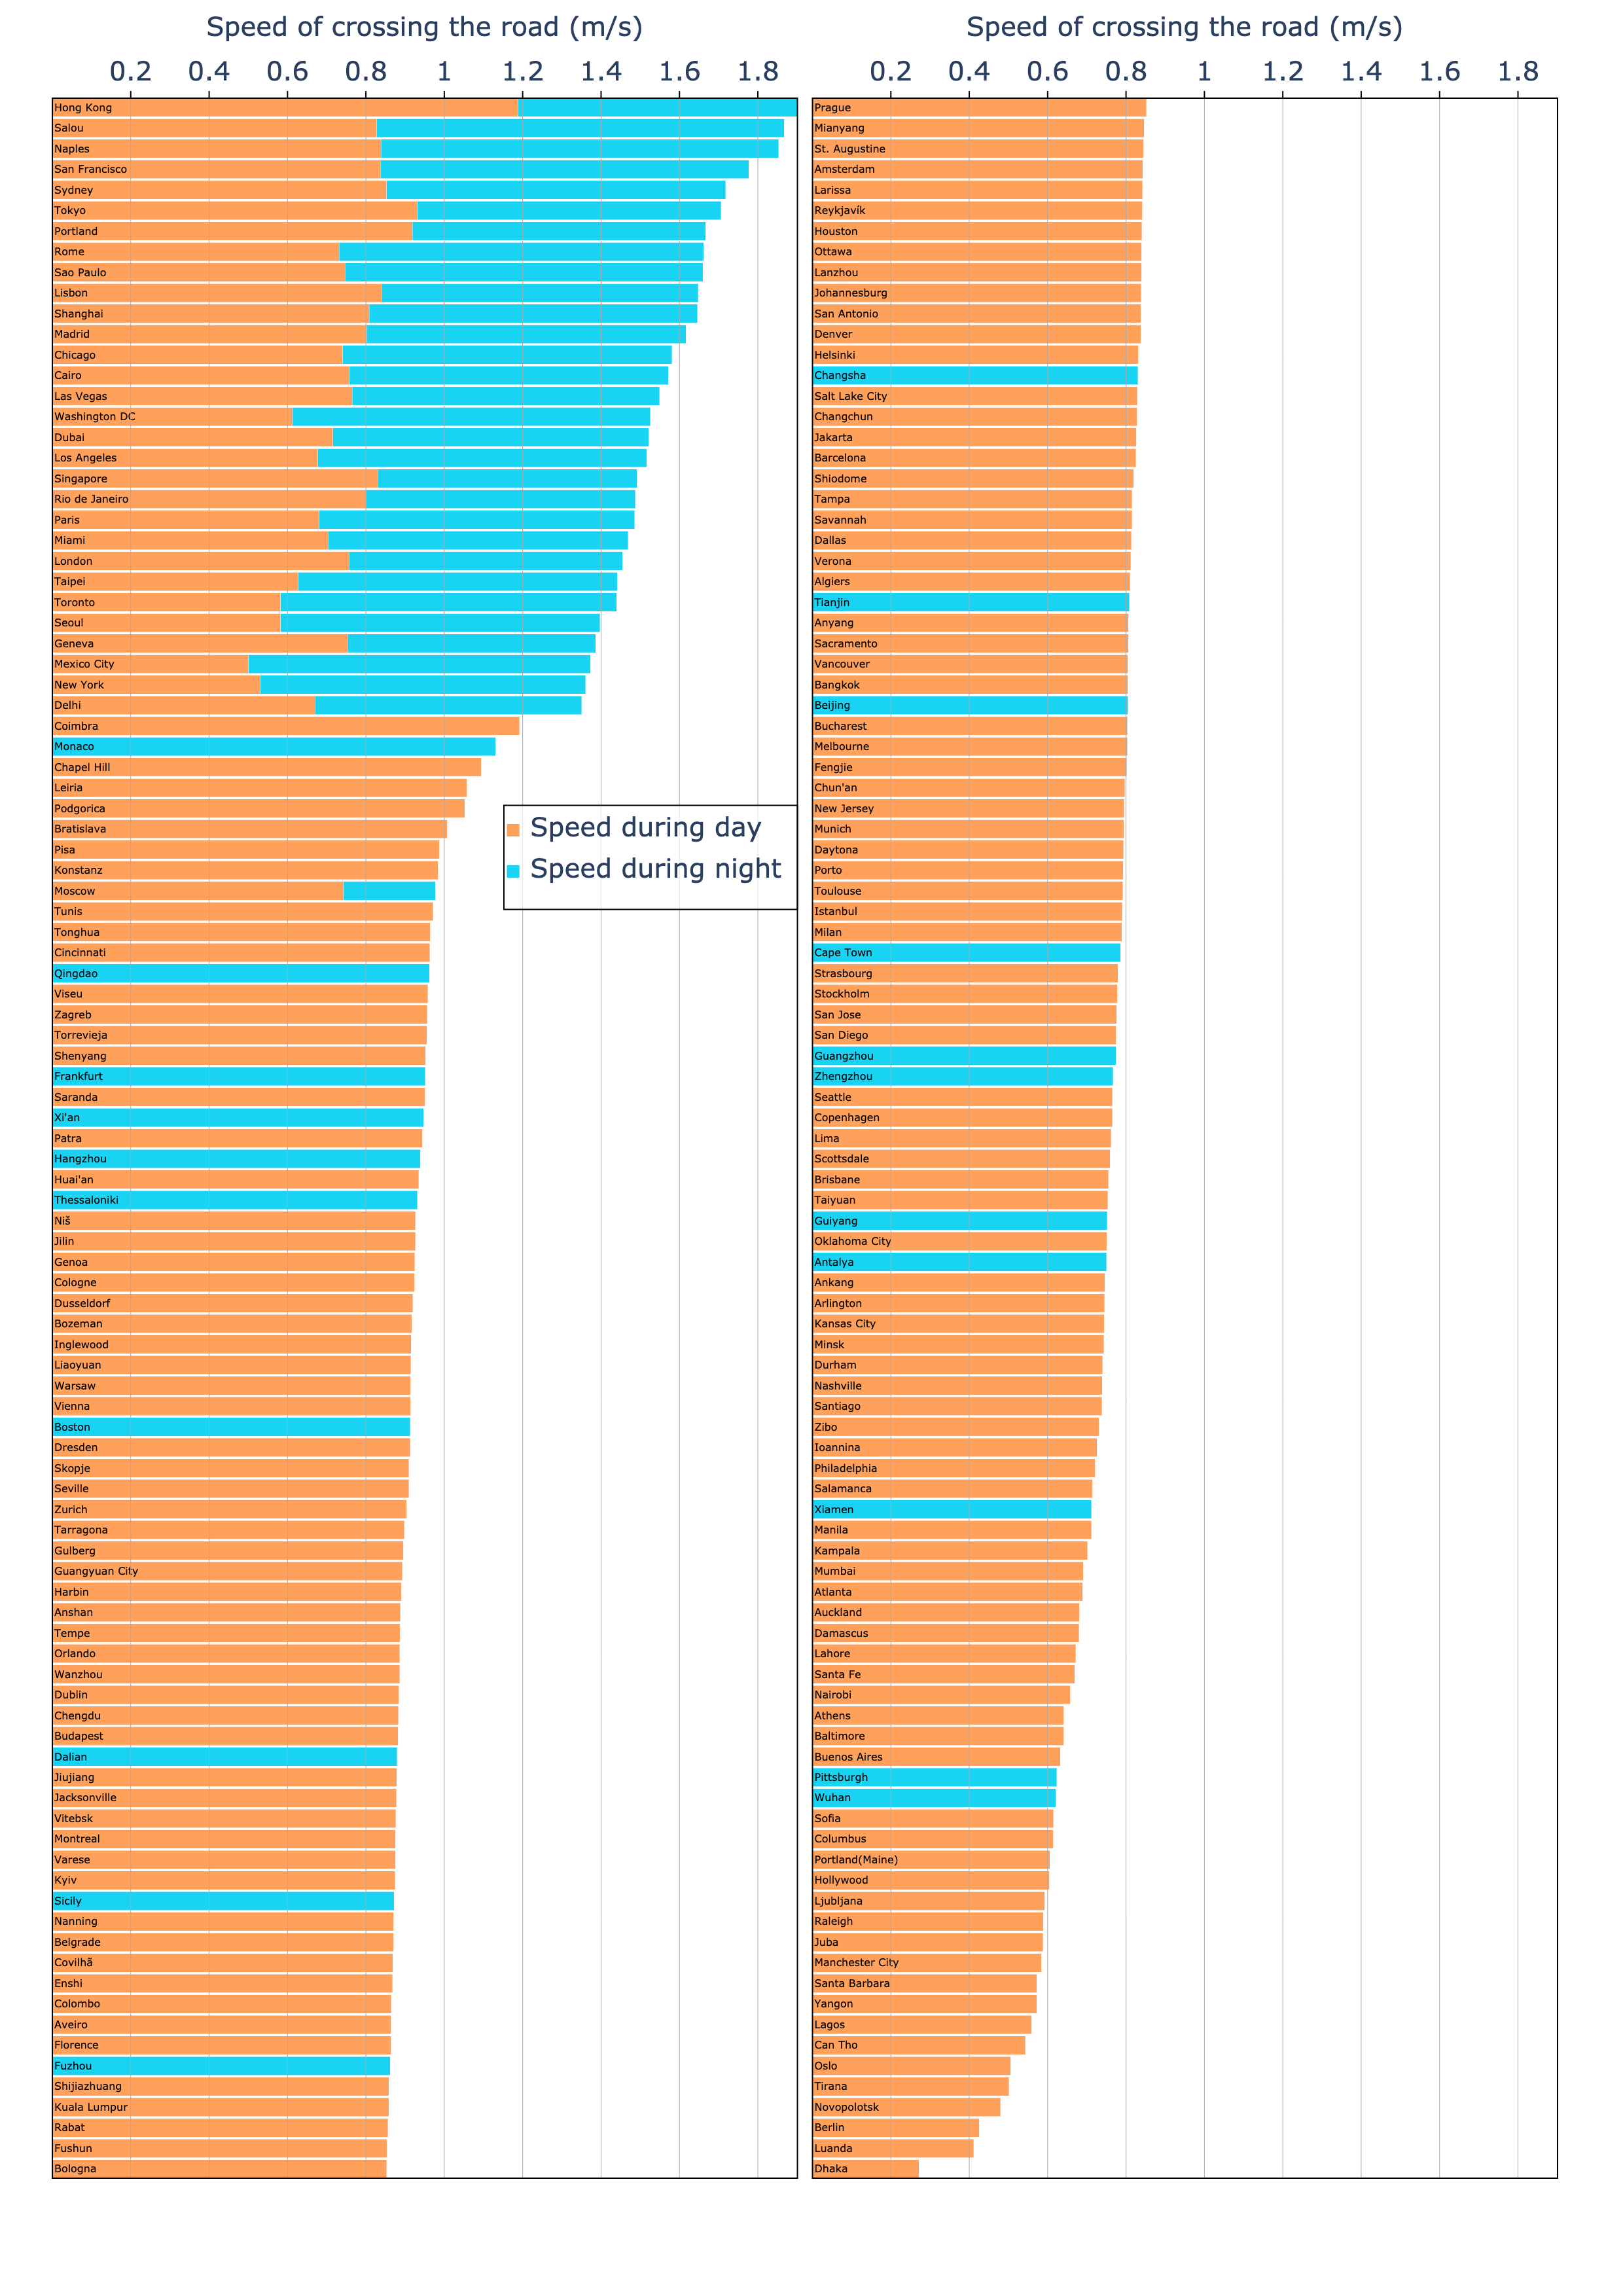 Speed of crossing the road (m/s)
0.2 0.4 0.6 0.8 1 1.2 1.4 1.6 1.8
Hong Kong
Salou
Naples
San Francisco
Sydney
Tokyo
Portland
Rome
Sao Paulo
Lisbon
Shanghai
Madrid
Chicago
Cairo
Las Vegas
Washington DC
Dubai
Los Angeles
Singapore
Rio de Janeiro
Paris
Miami
London
Taipei
Toronto
Seoul
Geneva
Mexico City
New York
Delhi
Coimbra
Monaco
Chapel Hill
Leiria
Podgorica
Bratislava
Pisa
Konstanz
Moscow
Tunis
Tonghua
Cincinnati
Qingdao
Viseu
Zagreb
Torrevieja
Shenyang
Frankfurt
Saranda
Xi'an
Patra
Hangzhou
Huai'an
Thessaloniki
Niš
Jilin
Genoa
Cologne
Dusseldorf
Bozeman
Inglewood
Liaoyuan
Warsaw
Vienna
Boston
Dresden
Skopje
Seville
Zurich
Tarragona
Gulberg
Guangyuan City
Harbin
Anshan
Tempe
Orlando
Wanzhou
Dublin
Chengdu
Budapest
Dalian
Jiujiang
Jacksonville
Vitebsk
Montreal
Varese
Kyiv
Sicily
Nanning
Belgrade
Covilhã
Enshi
Colombo
Aveiro
Florence
Fuzhou
Shijiazhuang
Kuala Lumpur
Rabat
Fushun
Bologna
Speed during day
Speed during night
Speed of crossing the road (m/s)
0.2 0.4 0.6 0.8 1 1.2 1.4 1.6 1.8
Prague
Mianyang
St. Augustine
Amsterdam
Larissa
Reykjavík
Houston
Ottawa
Lanzhou
Johannesburg
San Antonio
Denver
Helsinki
Changsha
Salt Lake City
Changchun
Jakarta
Barcelona
Shiodome
Tampa
Savannah
Dallas
Verona
Algiers
Tianjin
Anyang
Sacramento
Vancouver
Bangkok
Beijing
Bucharest
Melbourne
Fengjie
Chun'an
New Jersey
Munich
Daytona
Porto
Toulouse
Istanbul
Milan
Cape Town
Strasbourg
Stockholm
San Jose
San Diego
Guangzhou
Zhengzhou
Seattle
Copenhagen
Lima
Scottsdale
Brisbane
Taiyuan
Guiyang
Oklahoma City
Antalya
Ankang
Arlington
Kansas City
Minsk
Durham
Nashville
Santiago
Zibo
Ioannina
Philadelphia
Salamanca
Xiamen
Manila
Kampala
Mumbai
Atlanta
Auckland
Damascus
Lahore
Santa Fe
Nairobi
Athens
Baltimore
Buenos Aires
Pittsburgh
Wuhan
Sofia
Columbus
Portland(Maine)
Hollywood
Ljubljana
Raleigh
Juba
Manchester City
Santa Barbara
Yangon
Lagos
Can Tho
Oslo
Tirana
Novopolotsk
Berlin
Luanda
Dhaka